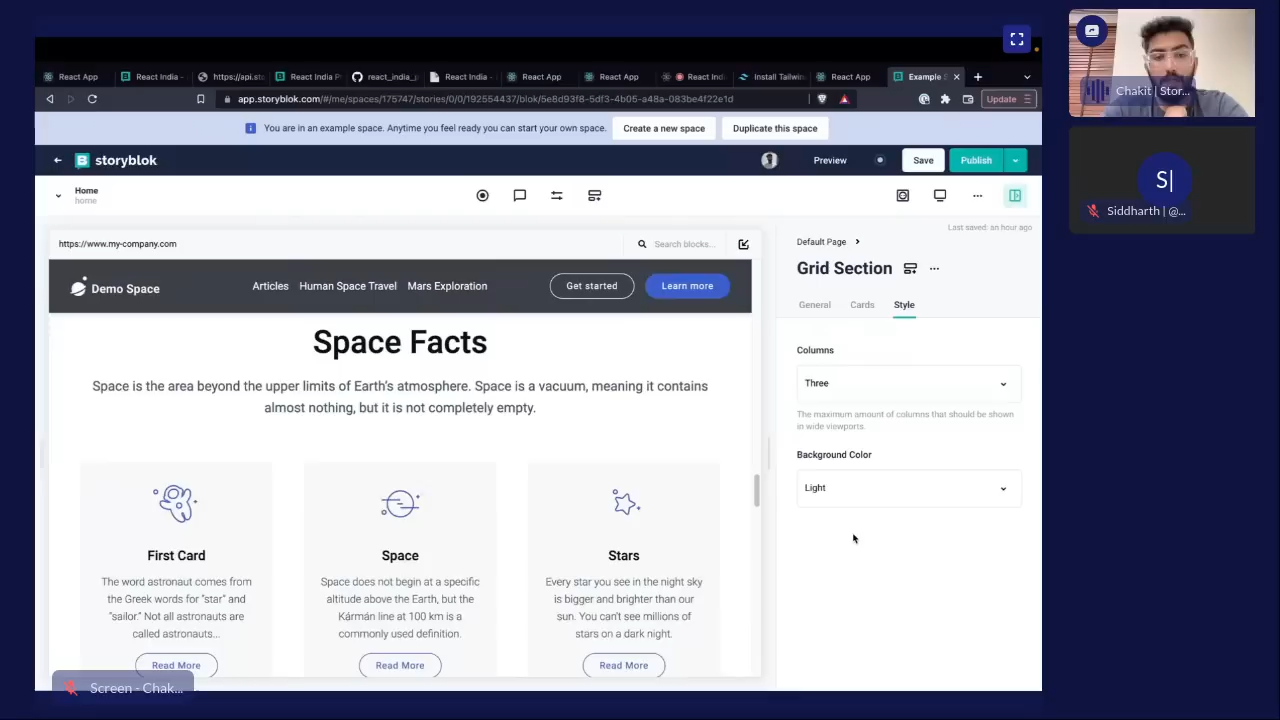 React App
React India -
https://api.sto
React India P
react_india_p
React India -
React App
React App
React Indi
Install Tailwin
React App
Example S
app.storyblok.com/#/me/spaces/175747/stories/0/0/192554437/blok/5e8d93f8-5df3-4b05-a48a-083be4f22e1d
Update
You are in an example space. Anytime you feel ready you can start your own space.
Create a new space
Duplicate this space
storyblok
Preview
Save
Publish
Home
home
Last saved: an hour ago
https://www.my-company.com
Search blocks...
Default Page
Grid Section
General
Cards
Style
Demo Space
Articles
Human Space Travel
Mars Exploration
Get started
Learn more
Space Facts
Space is the area beyond the upper limits of Earth's atmosphere. Space is a vacuum, meaning it contains
almost nothing, but it is not completely empty.
Columns
Three
The maximum amount of columns that should be shown
in wide viewports.
Background Color
Light
First Card
The word astronaut comes from
the Greek words for “star” and
“sailor.” Not all astronauts are
called astronauts...
Read More
Space
Space does not begin at a specific
altitude above the Earth, but the
Kármán line at 100 km is a
commonly used definition.
Read More
Stars
Every star you see in the night sky
is bigger and brighter than our
sun. You can't see millions of
stars on a dark night.
Read More
Screen - Chak...
Chakit | Stor...
S|
Siddharth | @...